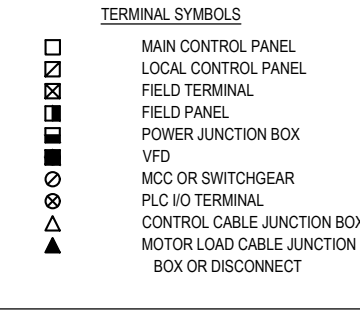 TERMINAL SYMBOLS
MAIN CONTROL PANEL
LOCAL CONTROL PANEL
FIELD TERMINAL
FIELD PANEL
POWER JUNCTION BOX
VFD
MCC OR SWITCHGEAR
PLC I/O TERMINAL
CONTROL CABLE JUNCTION BOX
MOTOR LOAD CABLE JUNCTION
BOX OR DISCONNECT